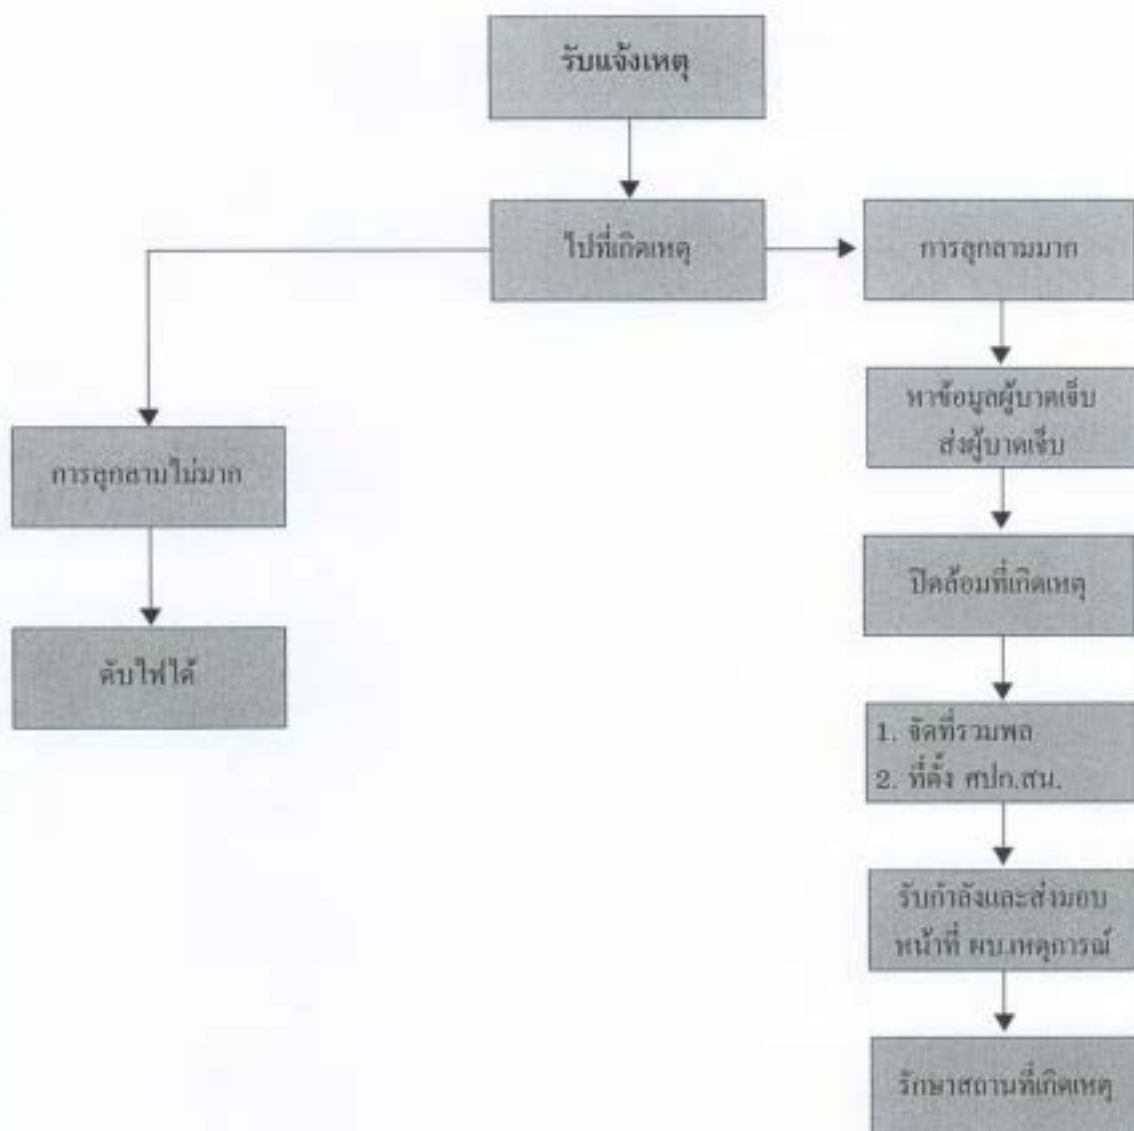 รับแจ้งเหตุ
ไปที่เกิดเหตุ
การลุกลามมาก
หาข้อมูลผู้บาดเจ็บ
ส่งผู้บาดเจ็บ
การลุกลามไม่มาก
ปิดล้อมที่เกิดเหตุ
ดับไฟได้
1. จัดที่รวมพล
2. ที่ตั้ง ศปก.สน.
รับกำลังและส่งมอบ
หน้าที่ ผบ.เหตุการณ์
รักษาสถานที่เกิดเหตุ